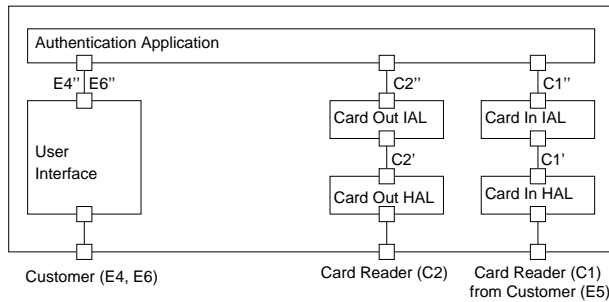 Authentication Application
E4’’ E6’’ C2’’ C1’’
Card Out IAL Card In IAL
User
Interface
C2’ C1’
Card Out HAL Card In HAL
Customer (E4, E6) Card Reader (C2) Card Reader (C1)
from Customer (E5)